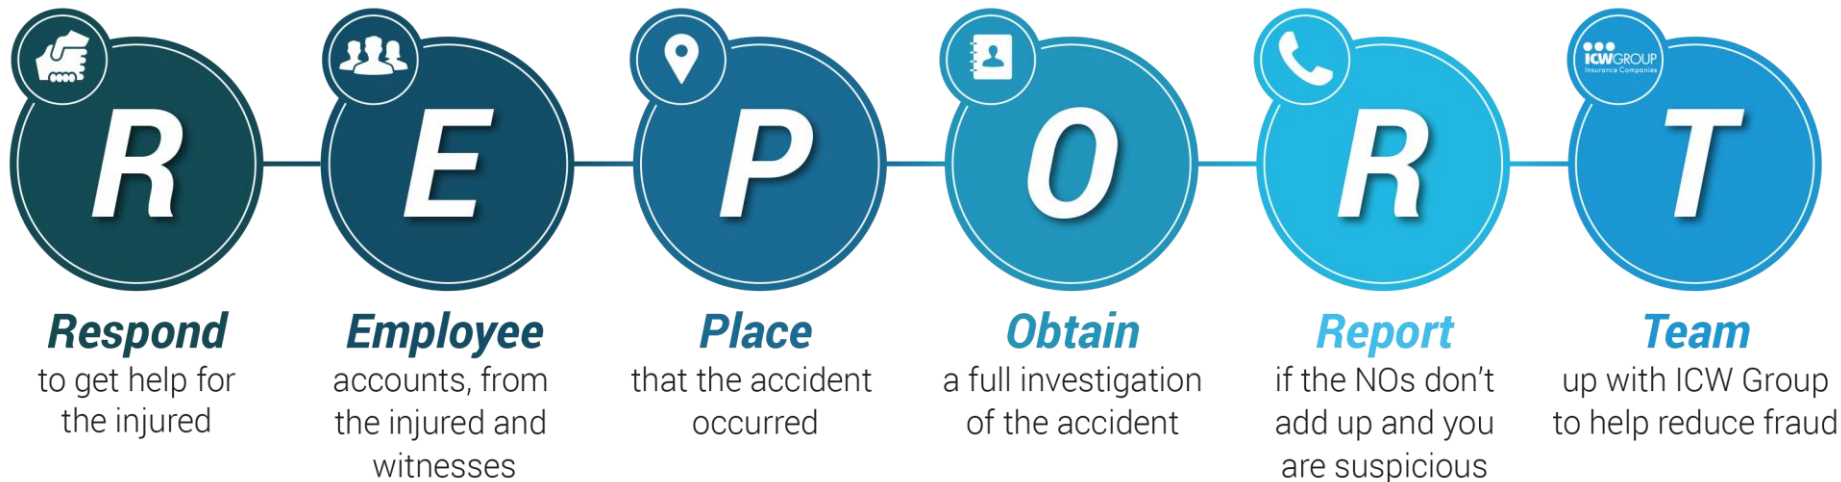 ICWGROUP
Insurance Companies
R E P O R T
Respond
to get help for
the injured
Employee
accounts, from
the injured and
witnesses
Place
that the accident
occurred
Obtain
a full investigation
of the accident
Report
if the NOs don't
add up and you
are suspicious
Team
up with ICW Group
to help reduce fraud